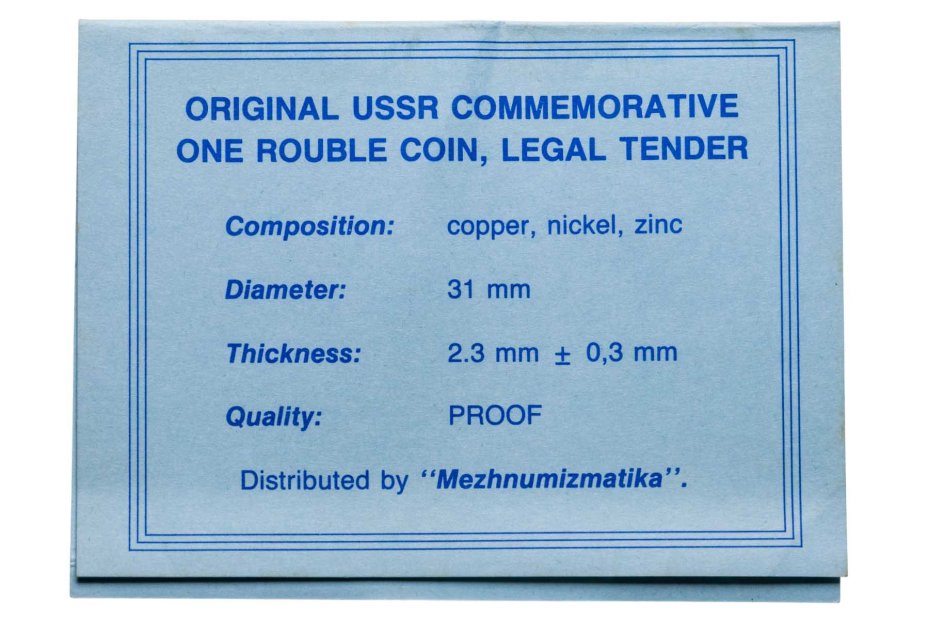 ORIGINAL USSR COMMEMORATIVE
ONE ROUBLE COIN, LEGAL TENDER
Composition: copper, nickel, zinc
Diameter: 31 mm
Thickness: 2.3 mm ± 0,3 mm
Quality: PROOF
Distributed by ‘‘Mezhnumizmatika’’.